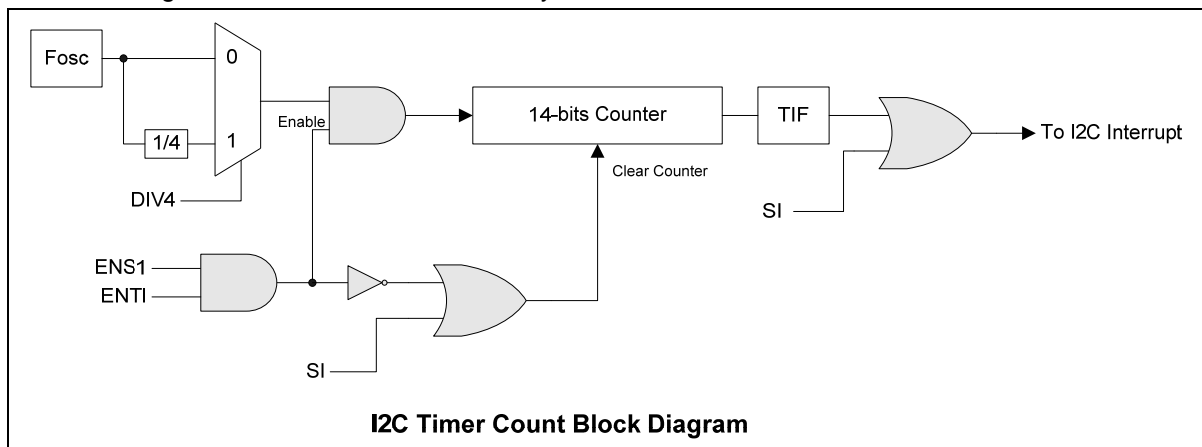 Fosc
0
1/4
1
DIV4
Enable
14-bits Counter
TIF
To I2C Interrupt
Clear Counter
SI
ENS1
ENTI
SI
I2C Timer Count Block Diagram